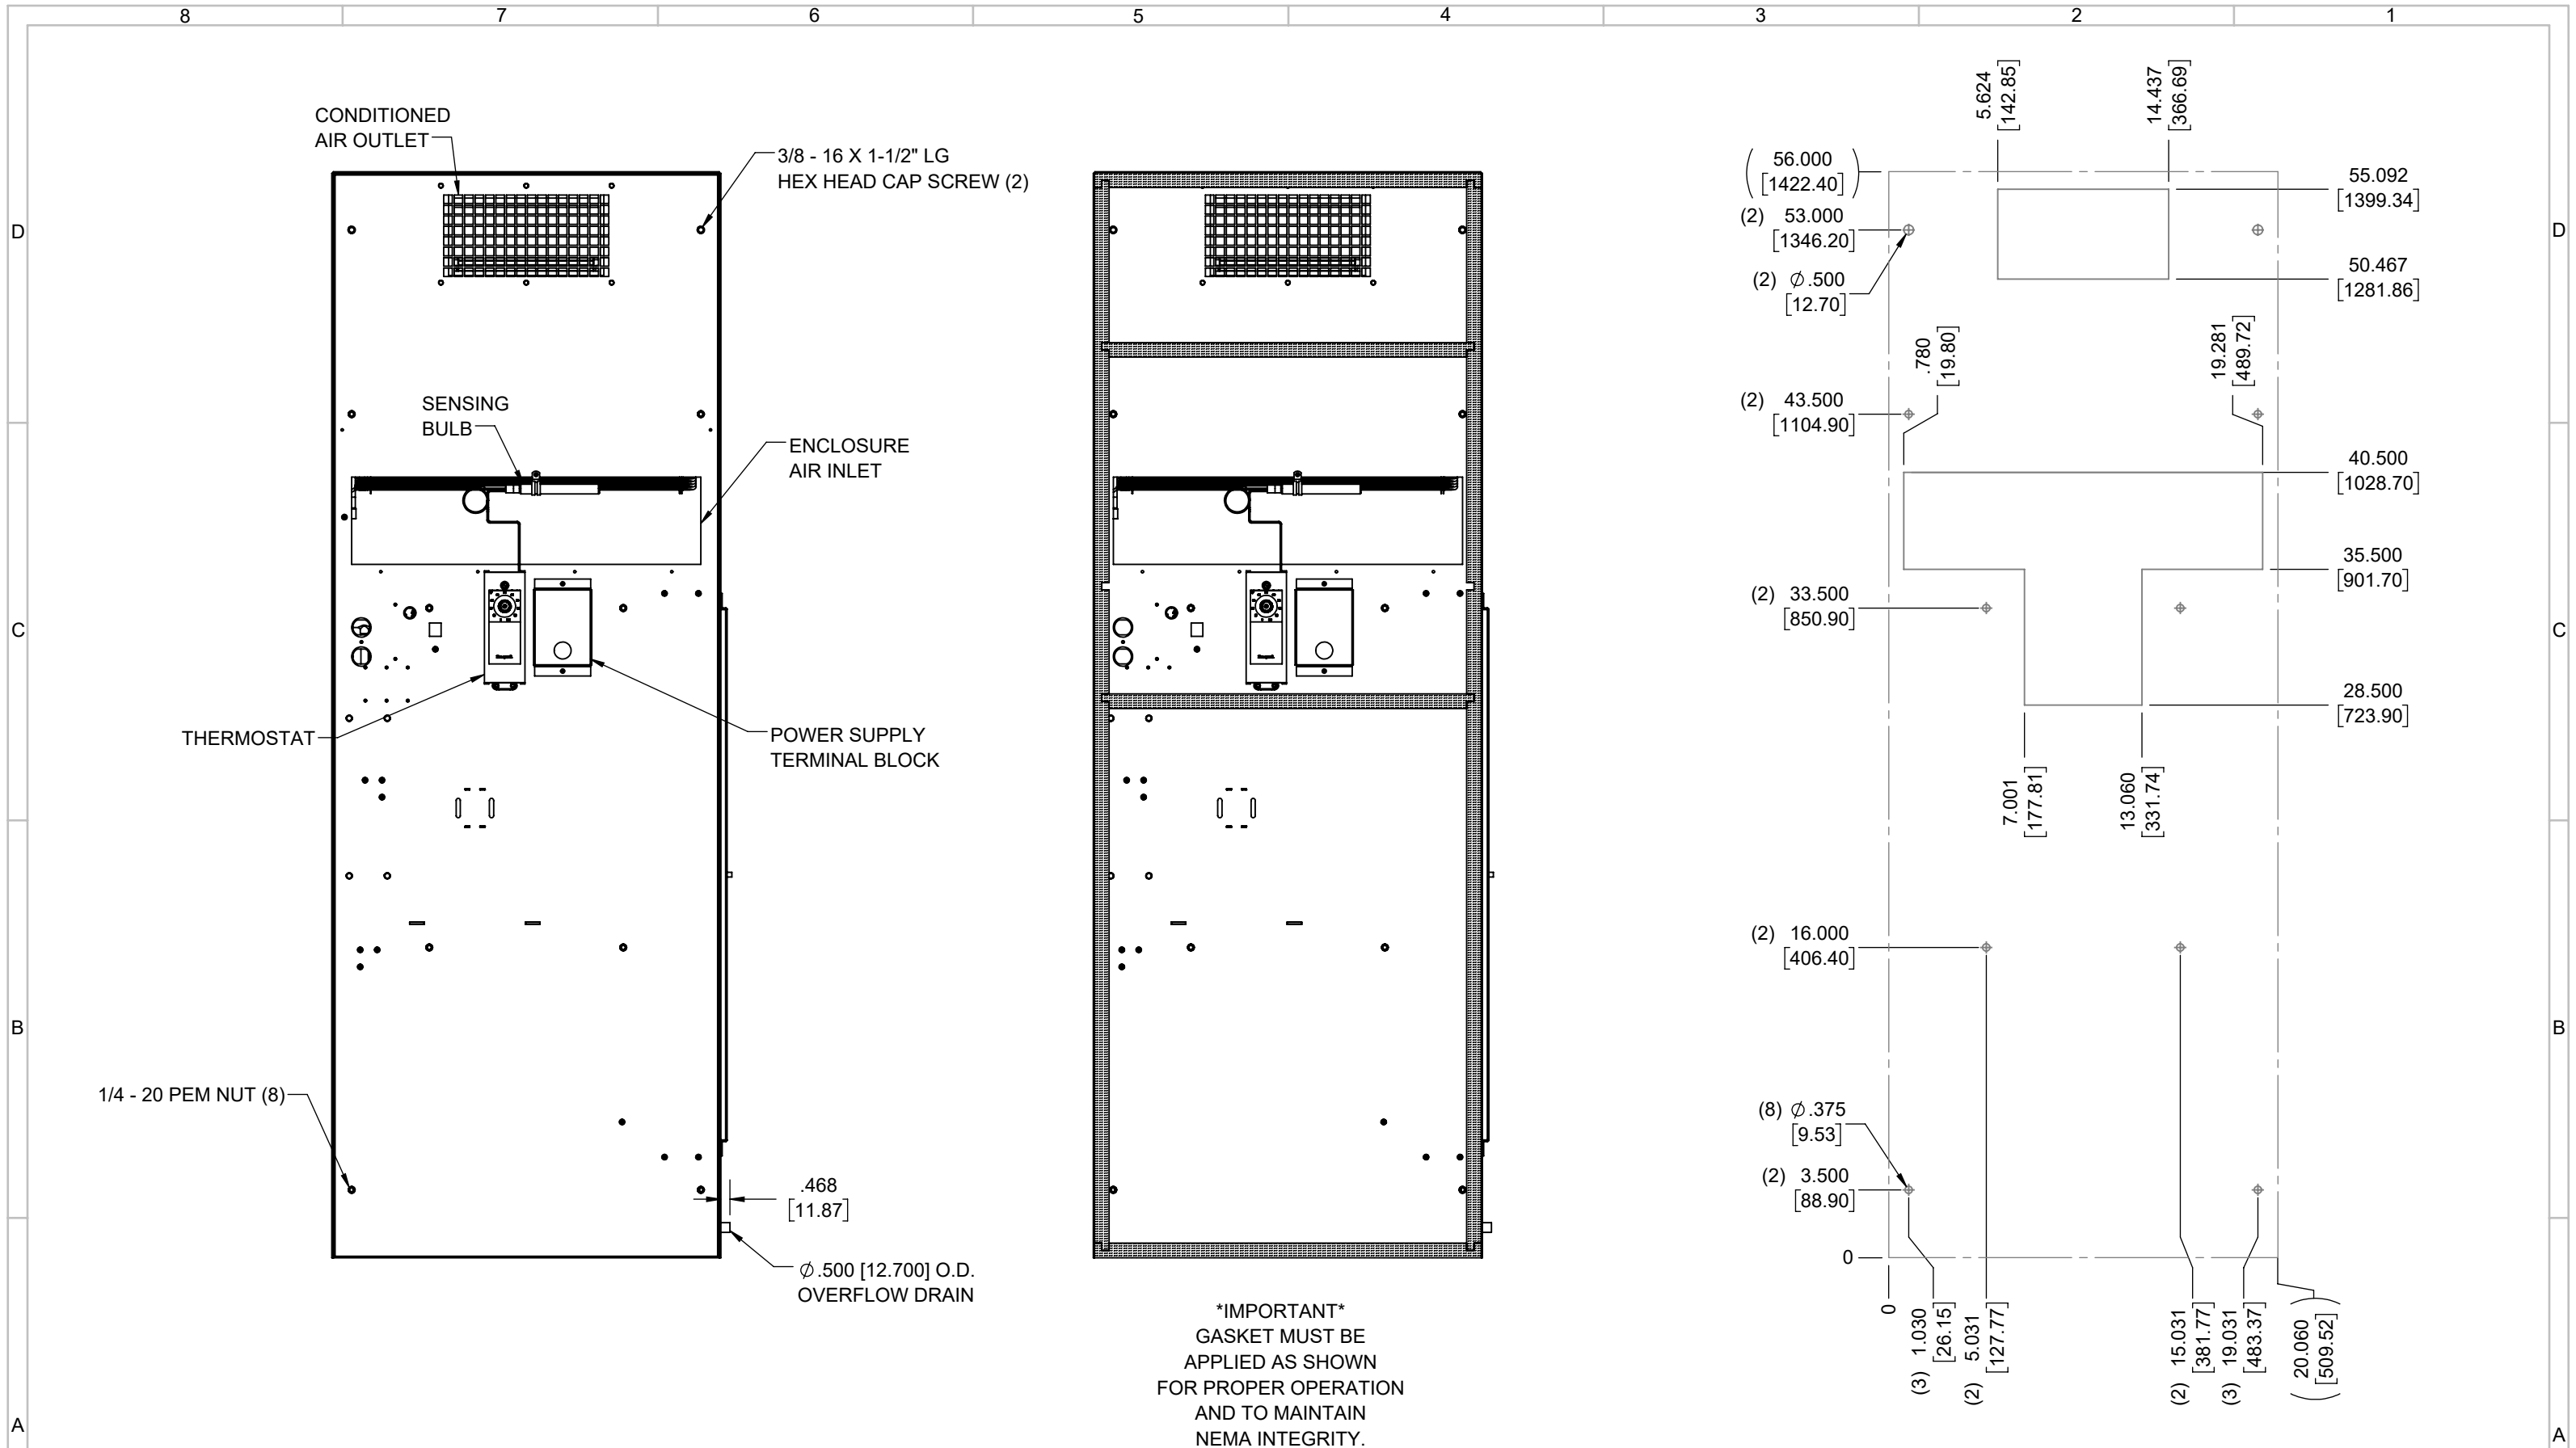 8 7 6 5 4 3 2 1
D
C
B
A
D
C
B
A
CONDITIONED
AIR OUTLET
3/8 - 16 X 1-1/2" LG
HEX HEAD CAP SCREW (2)
SENSING
BULB
ENCLOSURE
AIR INLET
THERMOSTAT
POWER SUPPLY
TERMINAL BLOCK
1/4 - 20 PEM NUT (8)
.468
[11.87]
Ø.500 [12.700] O.D.
OVERFLOW DRAIN
*IMPORTANT*
GASKET MUST BE
APPLIED AS SHOWN
FOR PROPER OPERATION
AND TO MAINTAIN
NEMA INTEGRITY.
5.624
[142.85]
14.437
[366.69]
(56.000
[1422.40])
55.092
[1399.34]
(2) 53.000
[1346.20]
50.467
[1281.86]
(2) Ø.500
[12.70]
.780
[19.80]
19.281
[489.72]
(2) 43.500
[1104.90]
40.500
[1028.70]
35.500
[901.70]
(2) 33.500
[850.90]
28.500
[723.90]
7.001
[177.81]
13.060
[331.74]
(2) 16.000
[406.40]
(8) Ø.375
[9.53]
(2) 3.500
[88.90]
0
0
(3) 1.030
[26.15]
(2) 5.031
[127.77]
(2) 15.031
[381.77]
(3) 19.031
[483.37]
(20.060
[509.52])